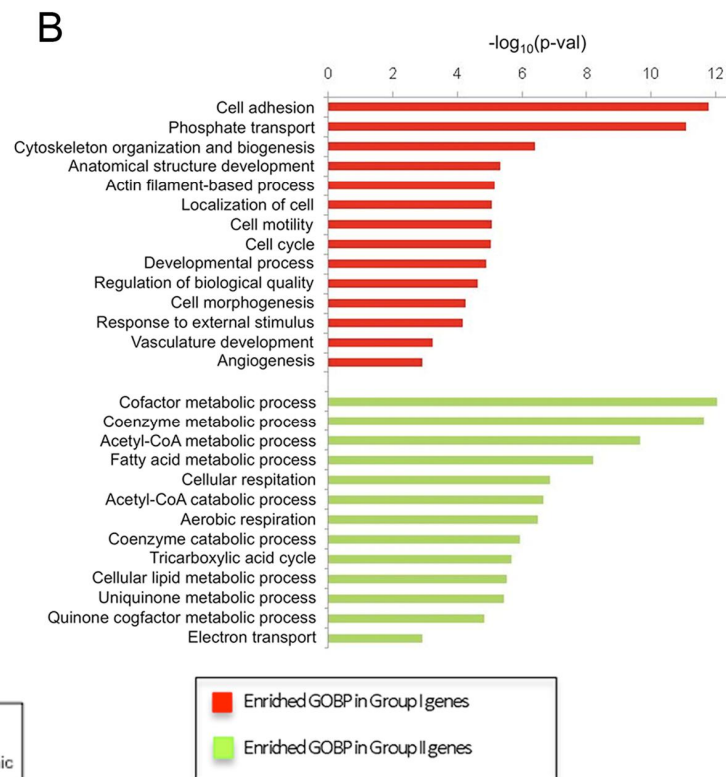 B
-log10(p-val)
0 2 4 6 8 10 12
Cell adhesion
Phosphate transport
Cytoskeleton organization and biogenesis
Anatomical structure development
Actin filament-based process
Localization of cell
Cell motility
Cell cycle
Developmental process
Regulation of biological quality
Cell morphogenesis
Response to external stimulus
Vasculature development
Angiogenesis
Cofactor metabolic process
Coenzyme metabolic process
Acetyl-CoA metabolic process
Fatty acid metabolic process
Cellular respitation
Acetyl-CoA catabolic process
Aerobic respiration
Coenzyme catabolic process
Tricarboxylic acid cycle
Cellular lipid metabolic process
Uniquinone metabolic process
Quinone cogfactor metabolic process
Electron transport
Enriched GOBP in Group I genes
Enriched GOBP in Group II genes
ic